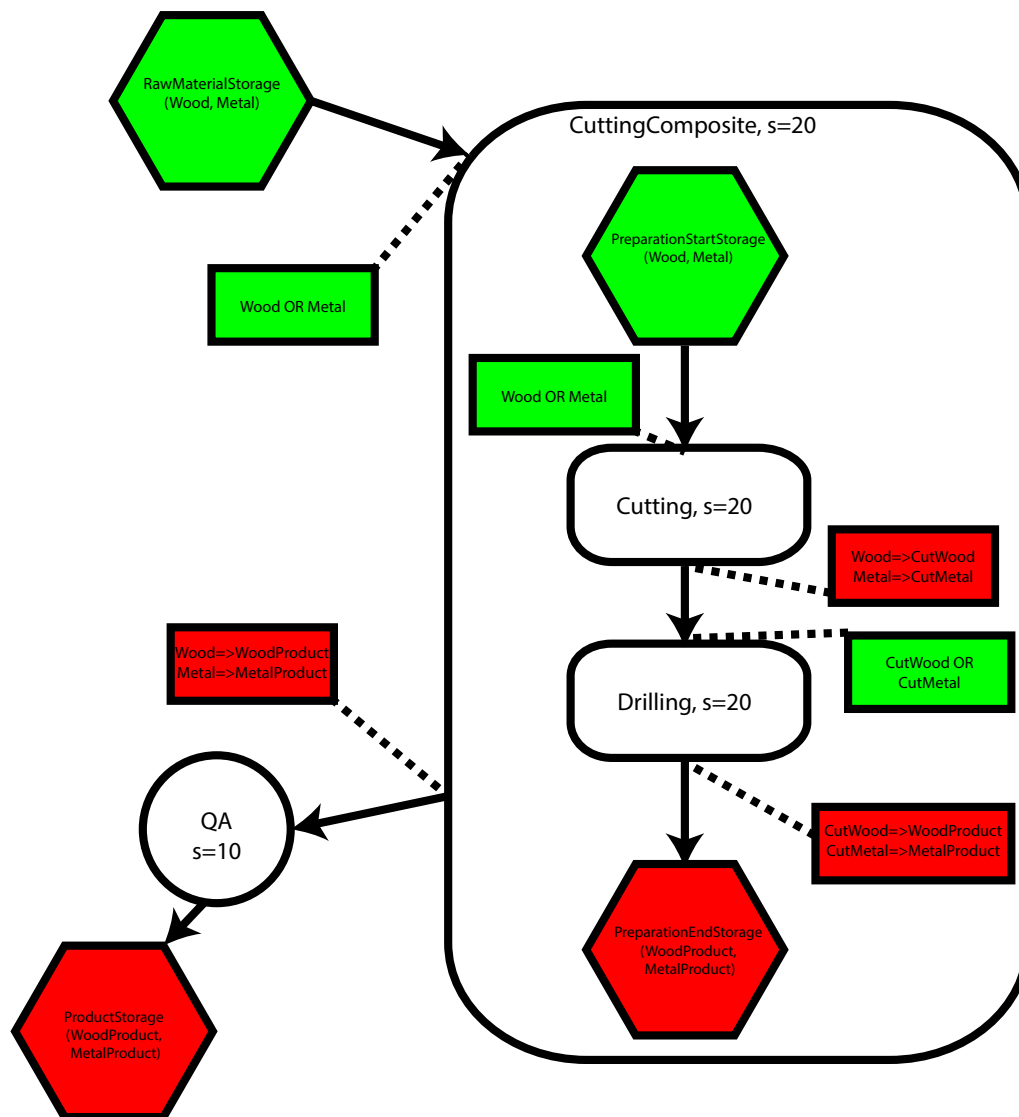 RawMaterialStorage
(Wood, Metal)
CuttingComposite, s=20
PreparationStartStorage
(Wood, Metal)
Wood OR Metal
Wood OR Metal
Cutting, s=20
Wood=>CutWood
Metal=>CutMetal
Wood=>WoodProduct
Metal=>MetalProduct
CutWood OR
CutMetal
Drilling, s=20
QA
s=10
CutWood=>WoodProduct
CutMetal=>MetalProduct
PreparationEndStorage
(WoodProduct,
MetalProduct)
ProductStorage
(WoodProduct,
MetalProduct)